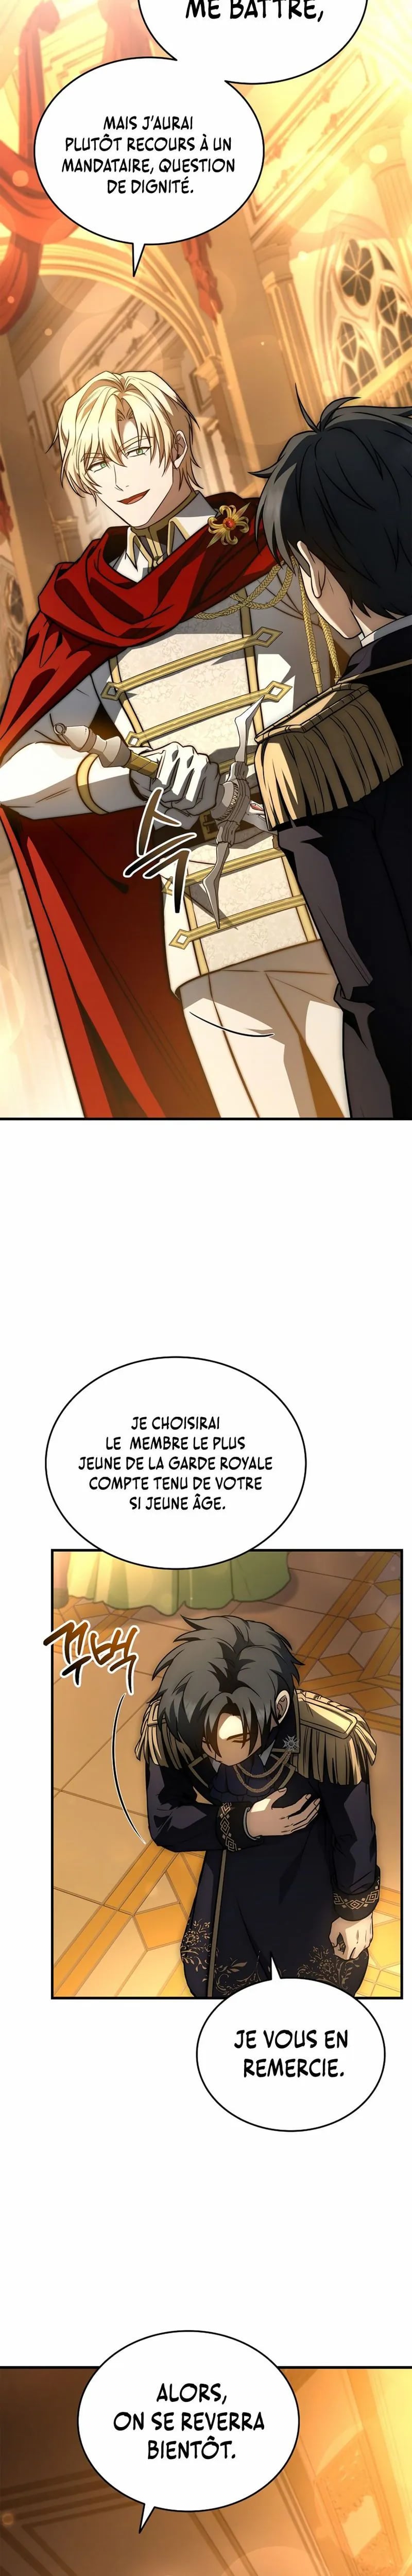 ME BATTRE,
MAIS J'AURAI
PLUTÔT RECOURS À UN
MANDATAIRE, QUESTION
DE DIGNITÉ.
스윽
JE CHOISIRAI
LE MEMBRE LE PLUS
JEUNE DE LA GARDE ROYALE
COMPTE TENU DE VOTRE
SI JEUNE ÂGE.
꾸벅
JE VOUS EN
REMERCIE.
ALORS,
ON SE REVERRA
BIENTÔT.